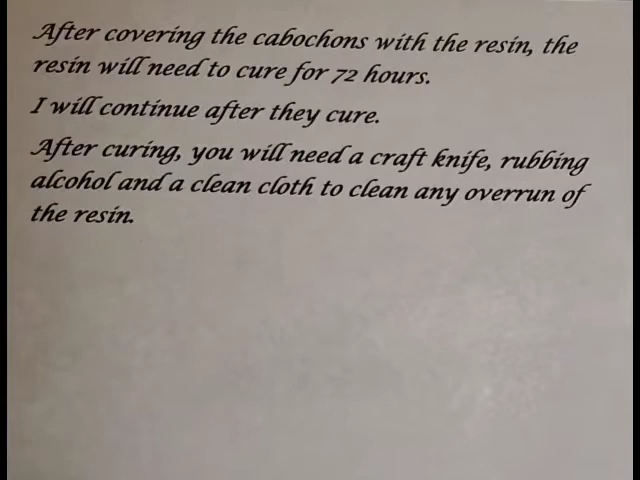 After covering the cabochons with the resin, the
resin will need to cure for 72 hours.
I will continue after they cure.
After curing, you will need a craft knife, rubbing
alcohol and a clean cloth to clean any overrun of
the resin.